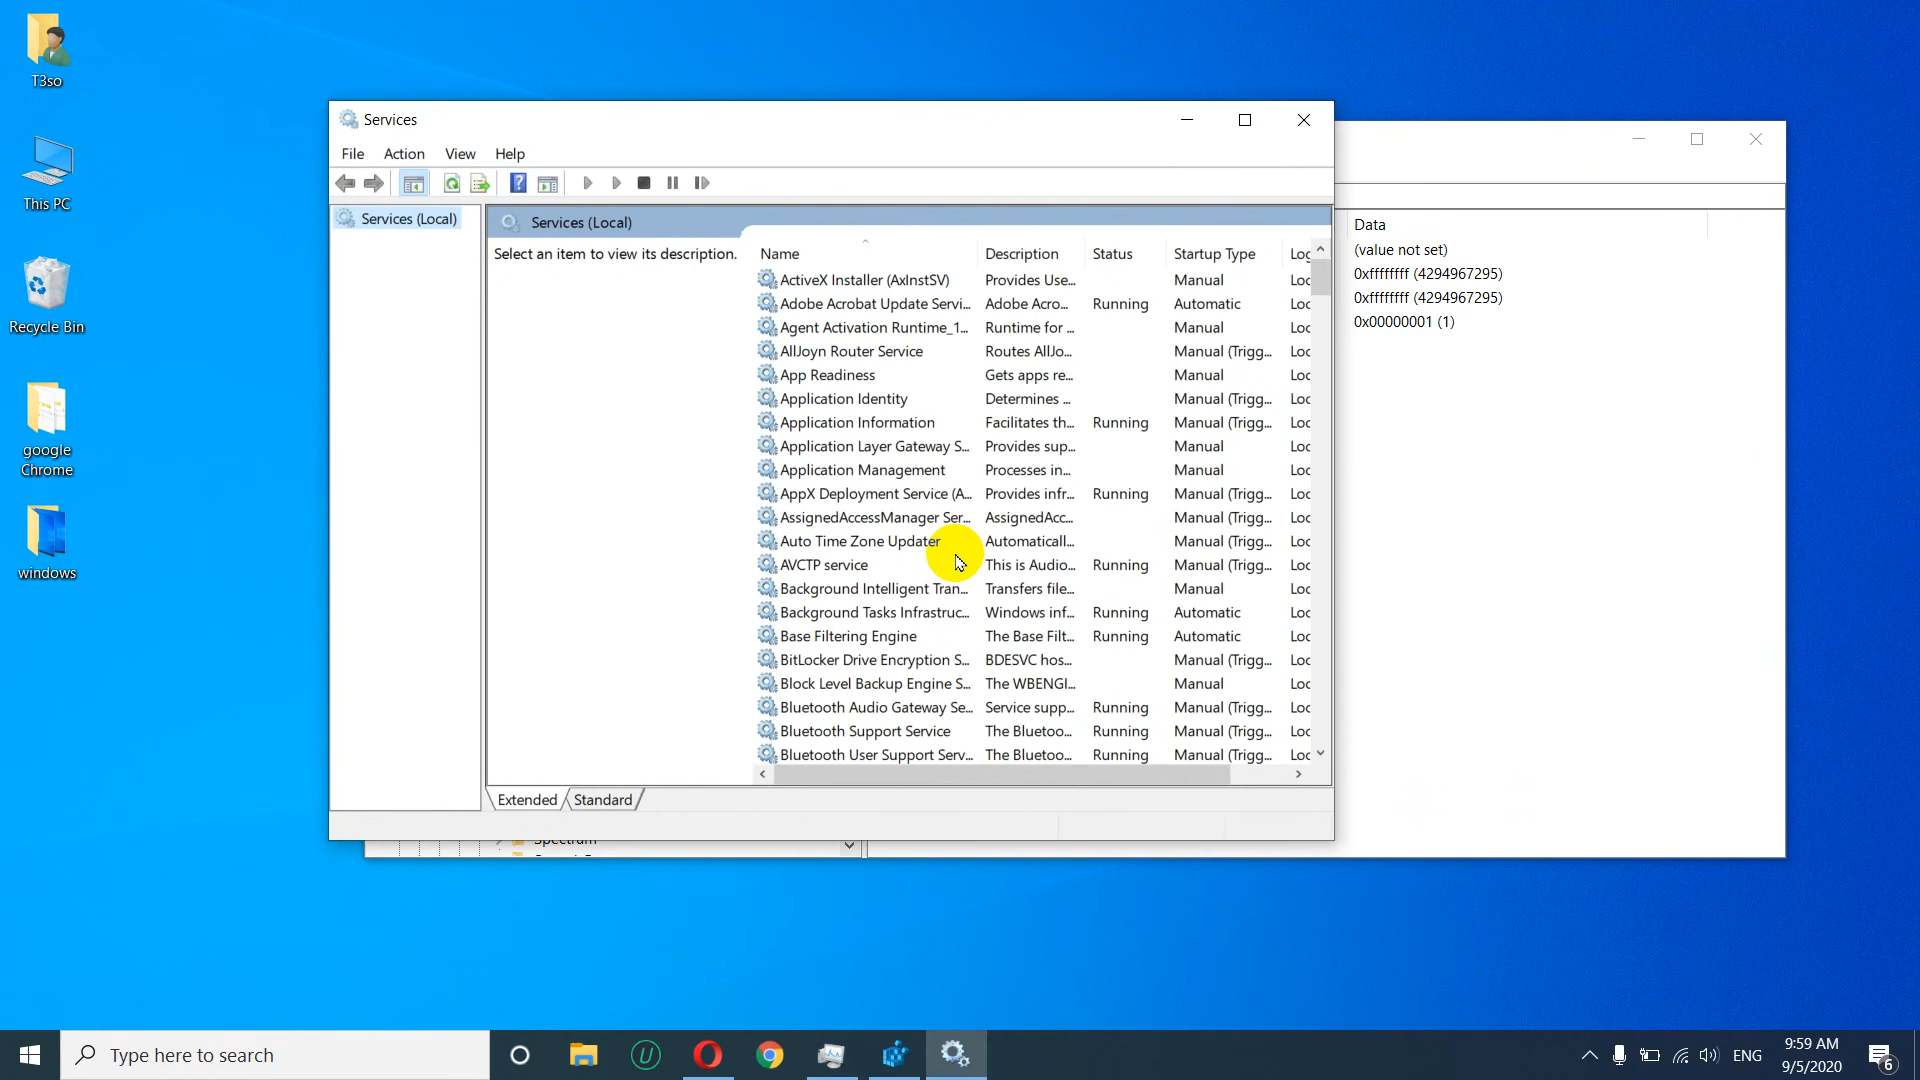 T3so
This PC
Recycle Bin
google
Chrome
windows
Services
File Action View Help
Services (Local)
Services (Local)
Select an item to view its description.
Name Description Status Startup Type Log
ActiveX Installer (AxInstSV) Provides Use... Manual Loc
Adobe Acrobat Update Servi... Adobe Acro... Running Automatic Loc
Agent Activation Runtime_1... Runtime for ... Manual Loc
AllJoyn Router Service Routes AllJo... Manual (Trigg... Loc
App Readiness Gets apps re... Manual Loc
Application Identity Determines ... Manual (Trigg... Loc
Application Information Facilitates th... Running Manual (Trigg... Loc
Application Layer Gateway S... Provides sup... Manual Loc
Application Management Processes in... Manual Loc
AppX Deployment Service (A... Provides infr... Running Manual (Trigg... Loc
AssignedAccessManager Ser... AssignedAcc... Manual (Trigg... Loc
Auto Time Zone Updater Automaticall... Manual (Trigg... Loc
AVCTP service This is Audio... Running Manual (Trigg... Loc
Background Intelligent Tran... Transfers file... Manual Loc
Background Tasks Infrastruc... Windows inf... Running Automatic Loc
Base Filtering Engine The Base Filt... Running Automatic Loc
BitLocker Drive Encryption S... BDESVC hos... Manual (Trigg... Loc
Block Level Backup Engine S... The WBENGI... Manual Loc
Bluetooth Audio Gateway Se... Service supp... Running Manual (Trigg... Loc
Bluetooth Support Service The Bluetoo... Running Manual (Trigg... Loc
Bluetooth User Support Serv... The Bluetoo... Running Manual (Trigg... Loc
Extended Standard
Data
(value not set)
0xffffffff (4294967295)
0xffffffff (4294967295)
0x00000001 (1)
Spectrum
Type here to search
ENG
9:59 AM
9/5/2020
6